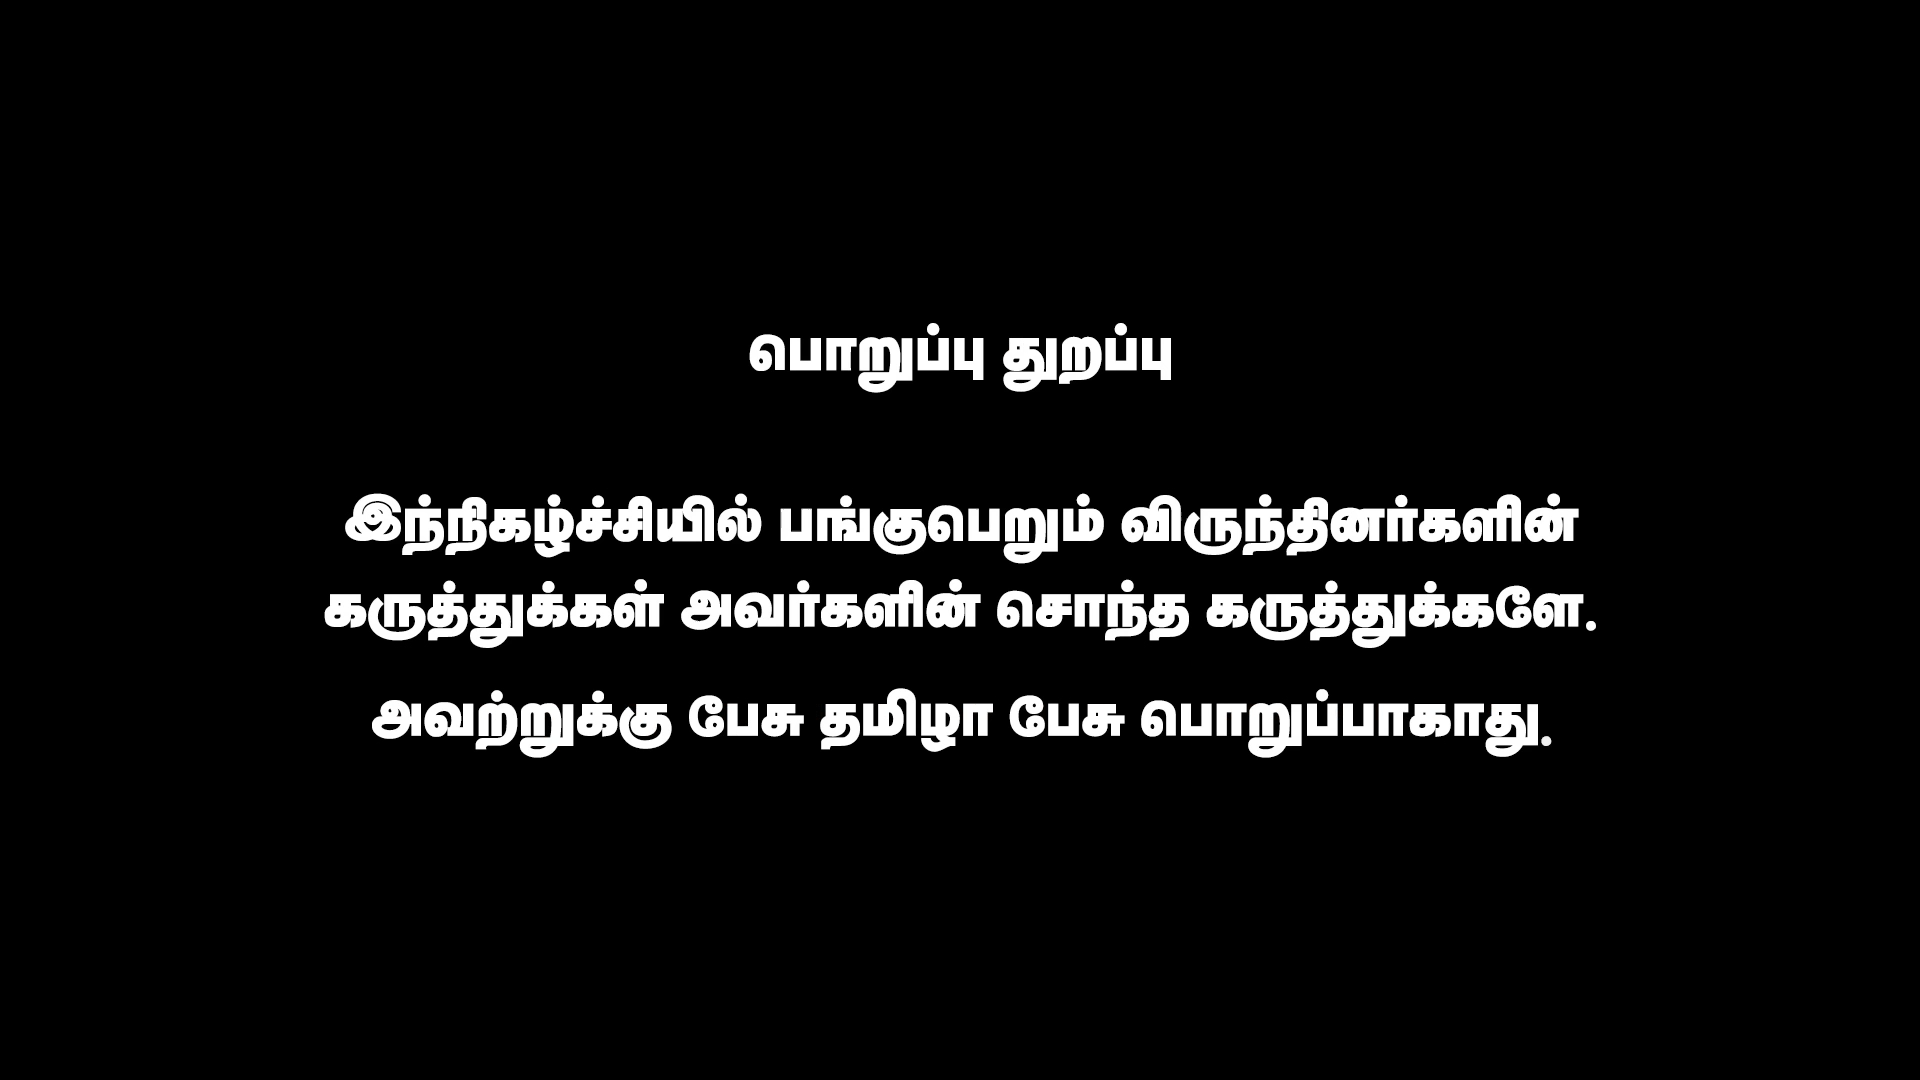 பொறுப்பு துறப்பு
இந்நிகழ்ச்சியில் பங்குபெறும் விருந்தினர்களின்
கருத்துக்கள் அவர்களின் சொந்த கருத்துக்களே.
அவற்றுக்கு பேசு தமிழா பேசு பொறுப்பாகாது.